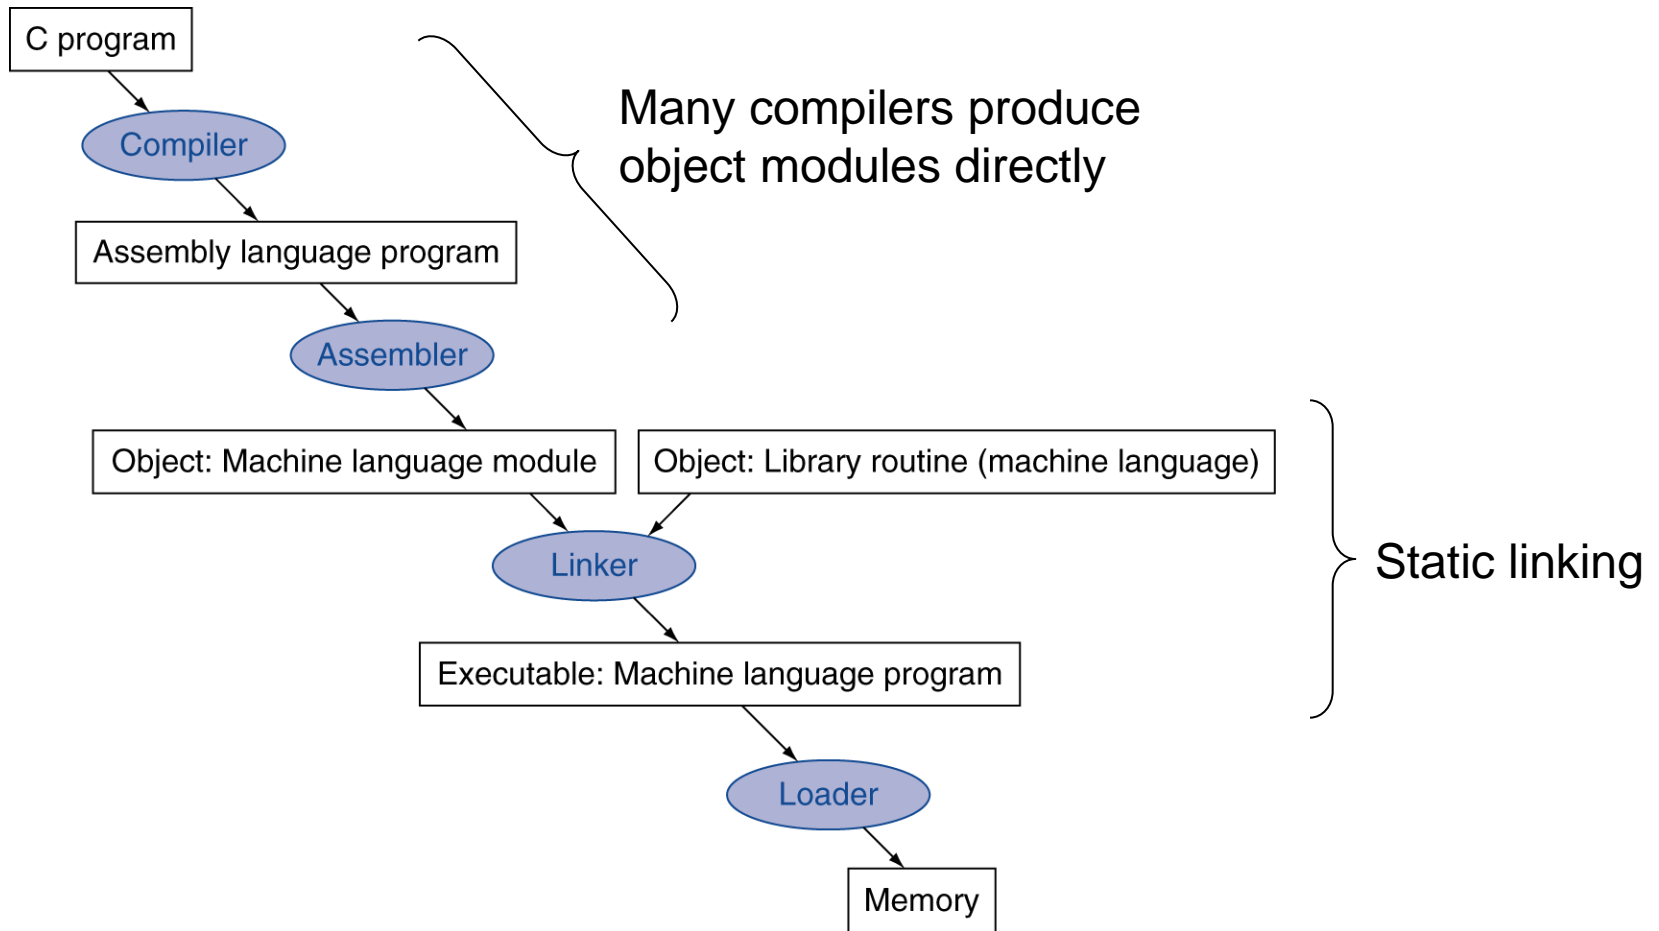 C program
Many compilers produce
object modules directly
Compiler
Assembly language program
Assembler
Object: Machine language module
Object: Library routine (machine language)
Linker
Static linking
Executable: Machine language program
Loader
Memory